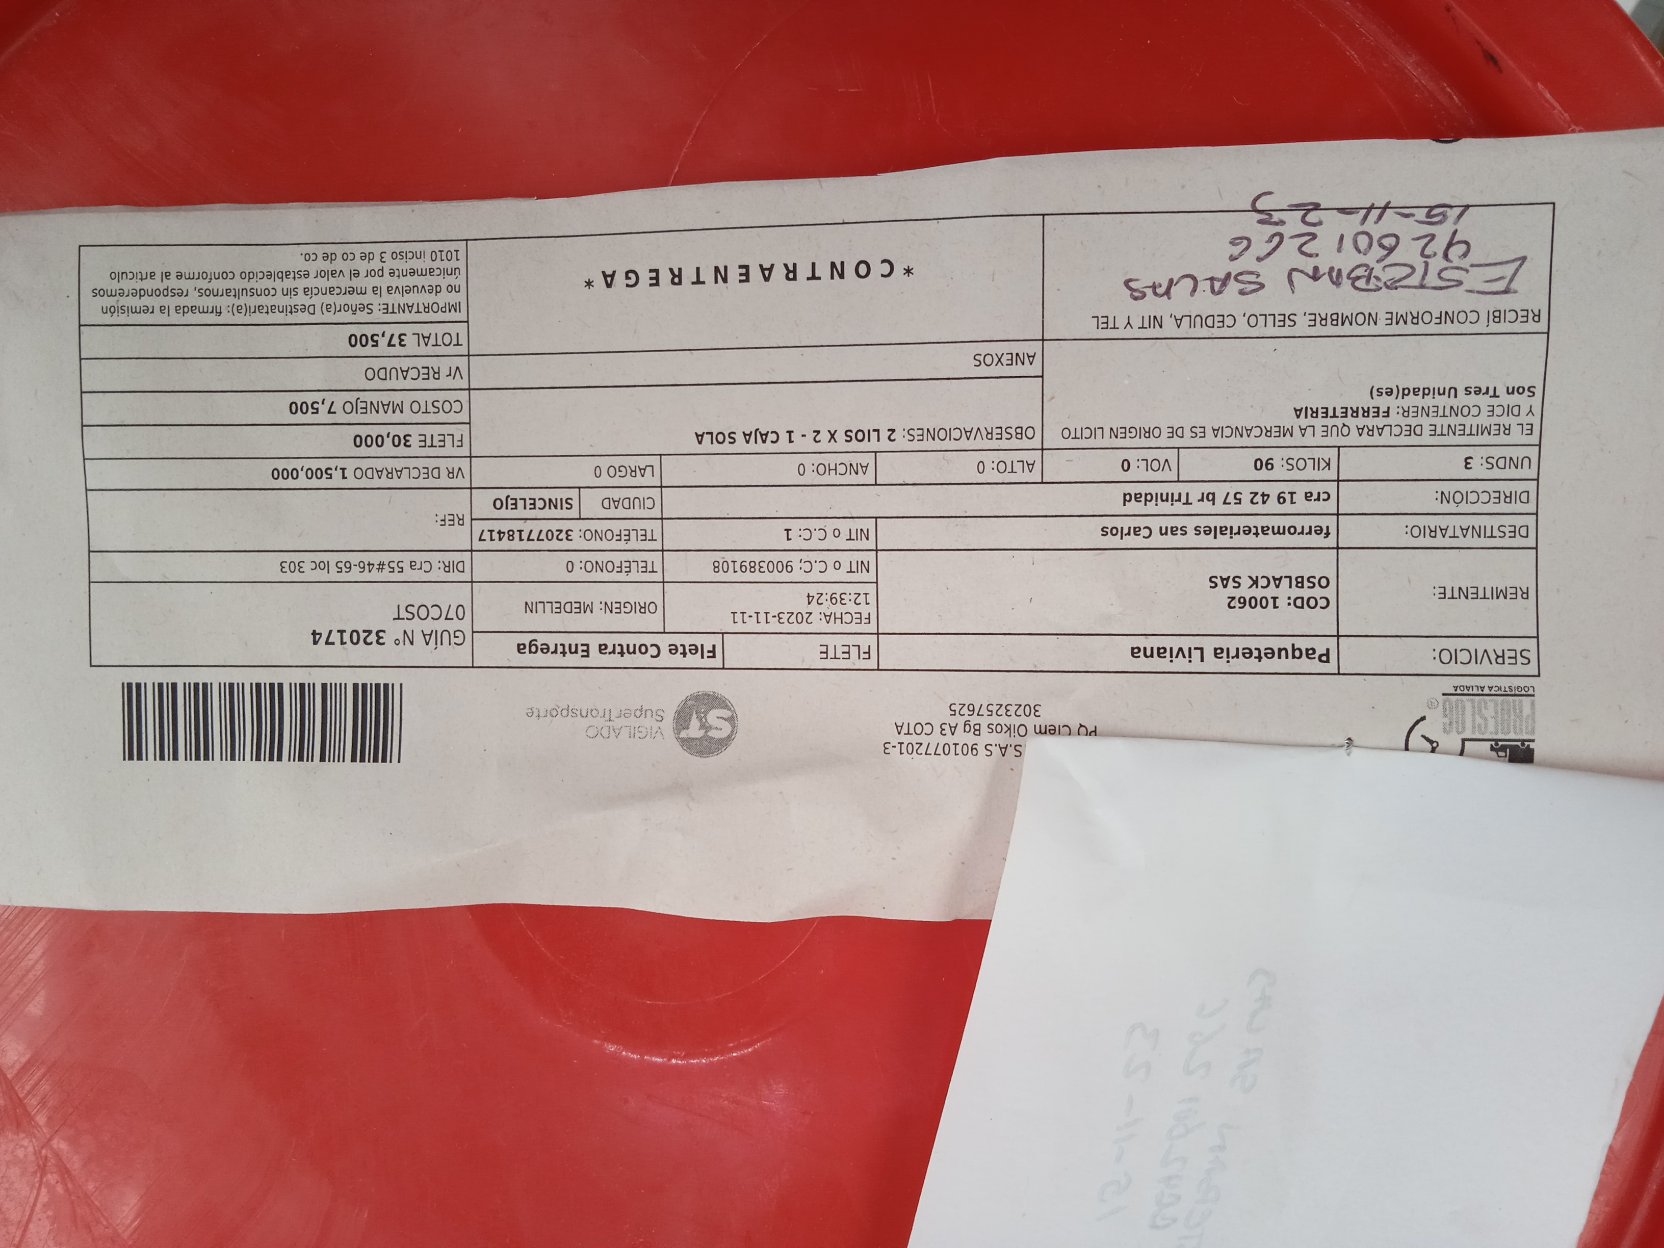 PROESLOG ®
LOGÍSTICA ALIADA
S.A.S 901077201-3
PQ Clem Oikos Bg A3 COTA
3023257625
ST
VIGILADO
SuperTransporte
SERVICIO: Paqueteria Liviana FLETE Flete Contra Entrega
GUÍA N° 320174
07COST
REMITENTE: COD: 10062
OSBLACK SAS
FECHA: 2023-11-11
12:39:24
ORIGEN: MEDELLIN
NIT o C.C; 900389108 TELÉFONO: 0 DIR: Cra 55#46-65 loc 303
DESTINATARIO: ferromateriales san Carlos NIT o C.C: 1 TELÉFONO: 3207718417 REF:
DIRECCIÓN: cra 19 42 57 br Trinidad CIUDAD SINCELEJO
UNDS: 3 KILOS: 90 VOL: 0 ALTO: 0 ANCHO: 0 LARGO 0 VR DECLARADO 1,500,000
EL REMITENTE DECLARA QUE LA MERCANCIA ES DE ORIGEN LICITO
Y DICE CONTENER: FERRETERIA
Son Tres Unidad(es)
OBSERVACIONES: 2 LIOS X 2 - 1 CAJA SOLA
FLETE 30,000
COSTO MANEJO 7,500
ANEXOS
Vr RECAUDO
TOTAL 37,500
RECIBÍ CONFORME NOMBRE, SELLO, CEDULA, NIT Y TEL
ESTEBAN SALAS
15-11-23
*CONTRAENTREGA*
IMPORTANTE: Señor(a) Destinatari(a): firmada la remisión
no devuelva la mercancía sin consultarnos, responderemos
únicamente por el valor establecido conforme al articulo
1010 inciso 3 de co de co.